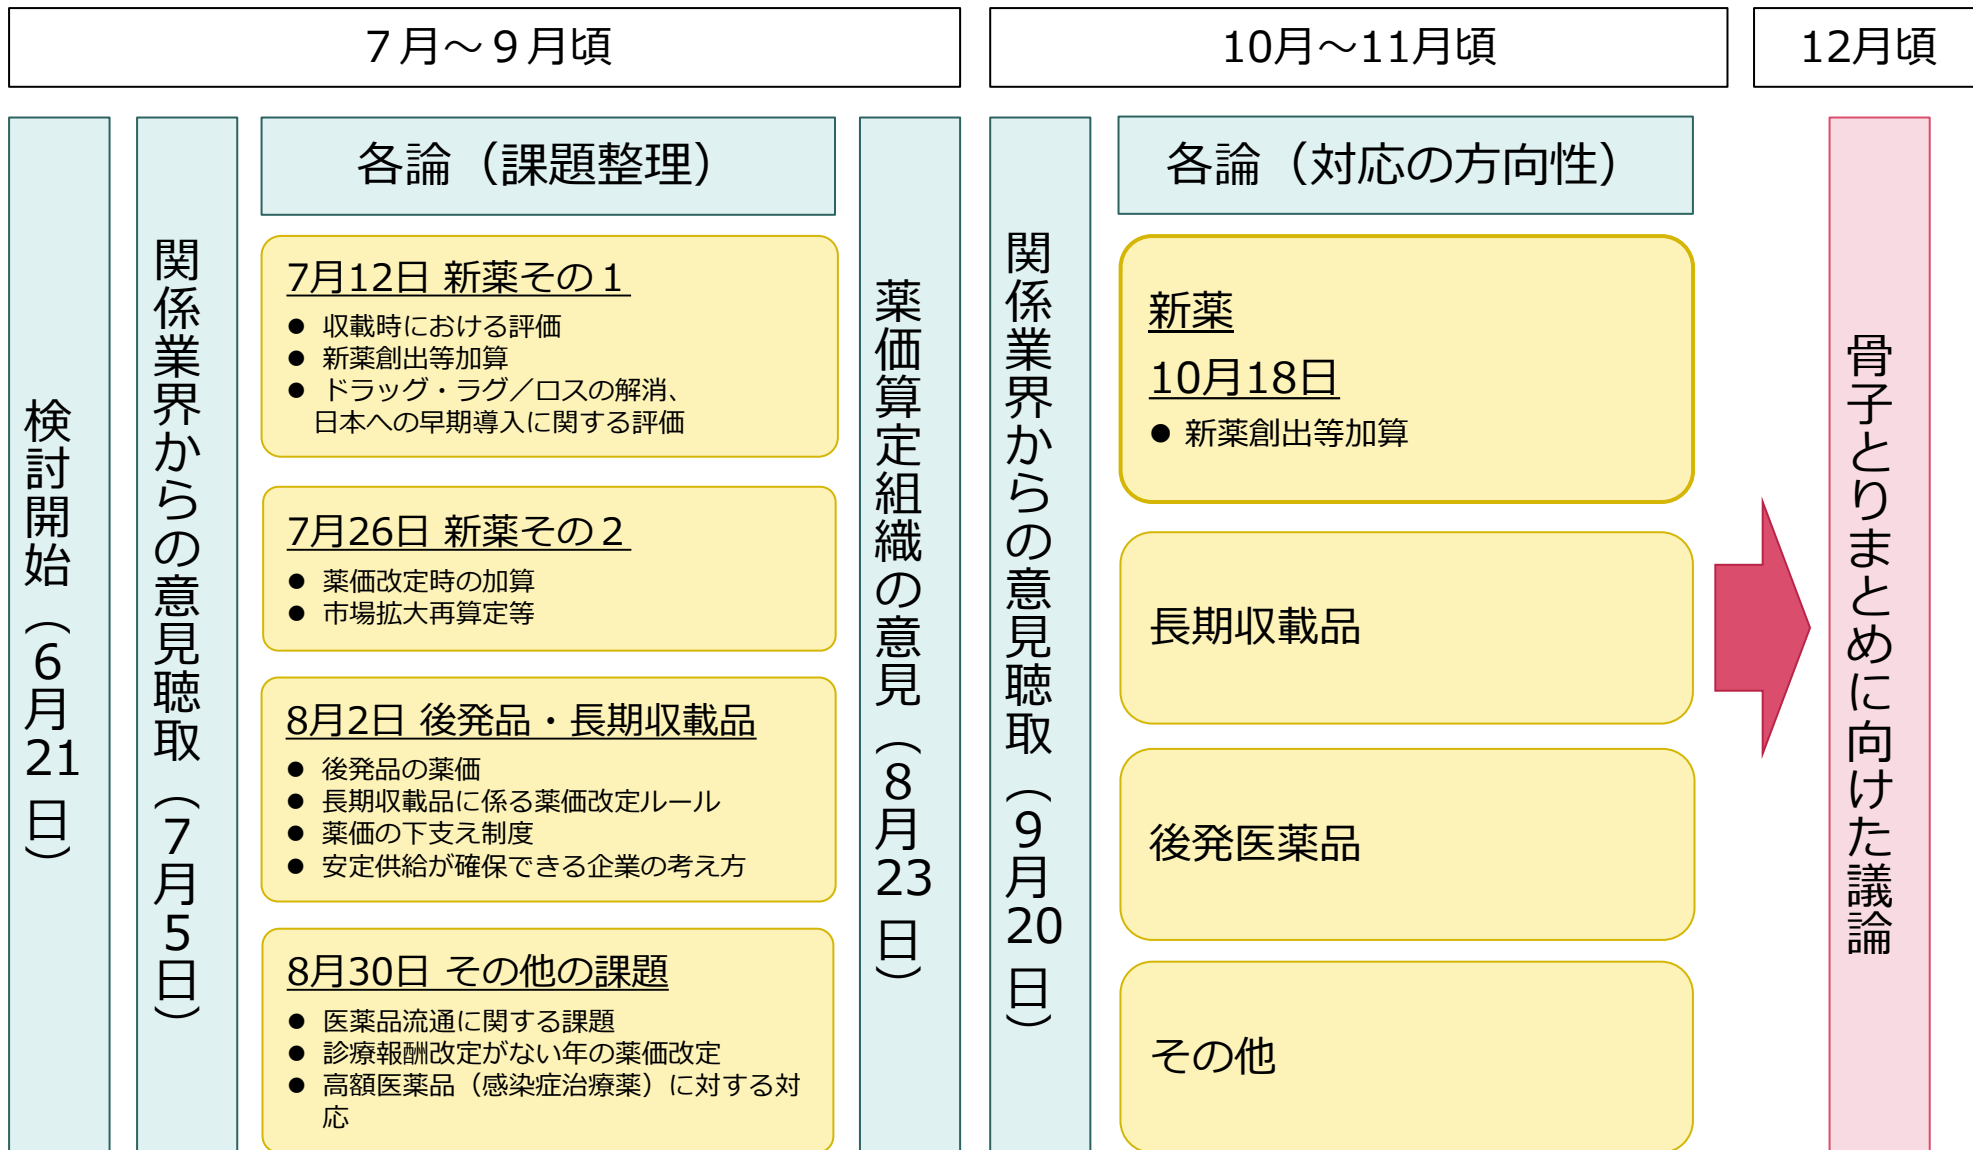 ７月～９月頃
10月～11月頃
12月頃
検討開始（６月21日）
関係業界からの意見聴取（７月５日）
各論（課題整理）
7月12日 新薬その１
● 収載時における評価
● 新薬創出等加算
● ドラッグ・ラグ／ロスの解消、
日本への早期導入に関する評価
7月26日 新薬その２
● 薬価改定時の加算
● 市場拡大再算定等
8月2日 後発品・長期収載品
● 後発品の薬価
● 長期収載品に係る薬価改定ルール
● 薬価の下支え制度
● 安定供給が確保できる企業の考え方
8月30日 その他の課題
● 医薬品流通に関する課題
● 診療報酬改定がない年の薬価改定
● 高額医薬品（感染症治療薬）に対する対
応
薬価算定組織の意見（８月23日）
関係業界からの意見聴取（９月20日）
各論（対応の方向性）
新薬
10月18日
● 新薬創出等加算
長期収載品
後発医薬品
その他
骨子とりまとめに向けた議論